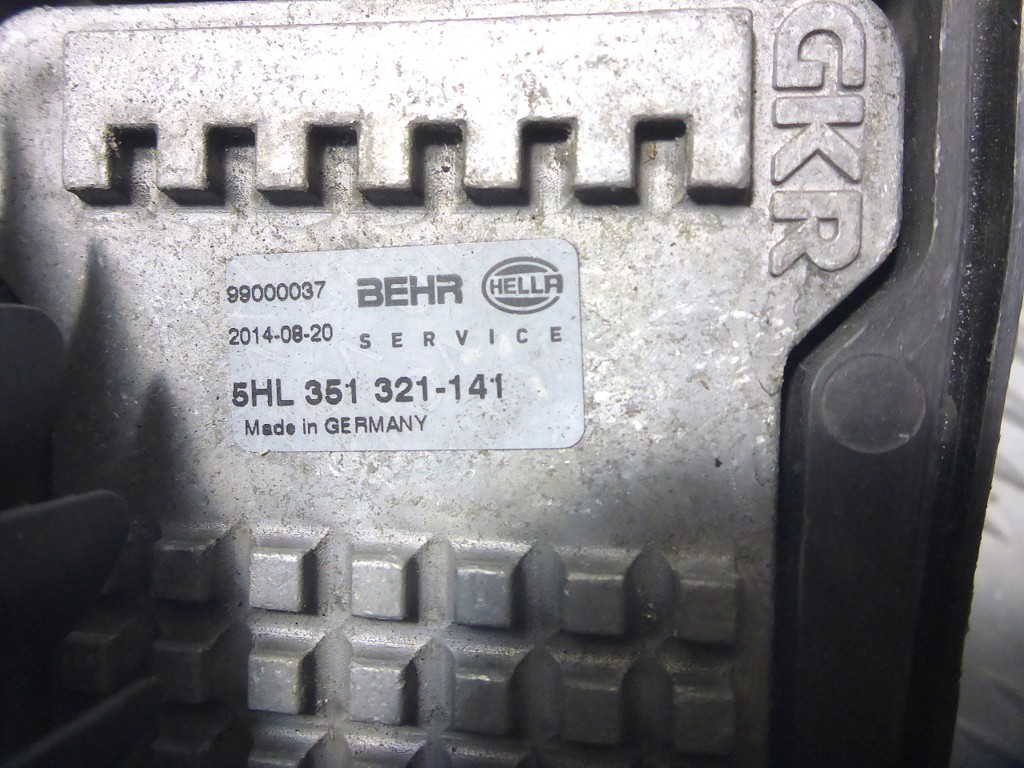 99000037 BEHR HELLA
2014-08-20 SERVICE
5HL 351 321-141
Made in GERMANY
GKR